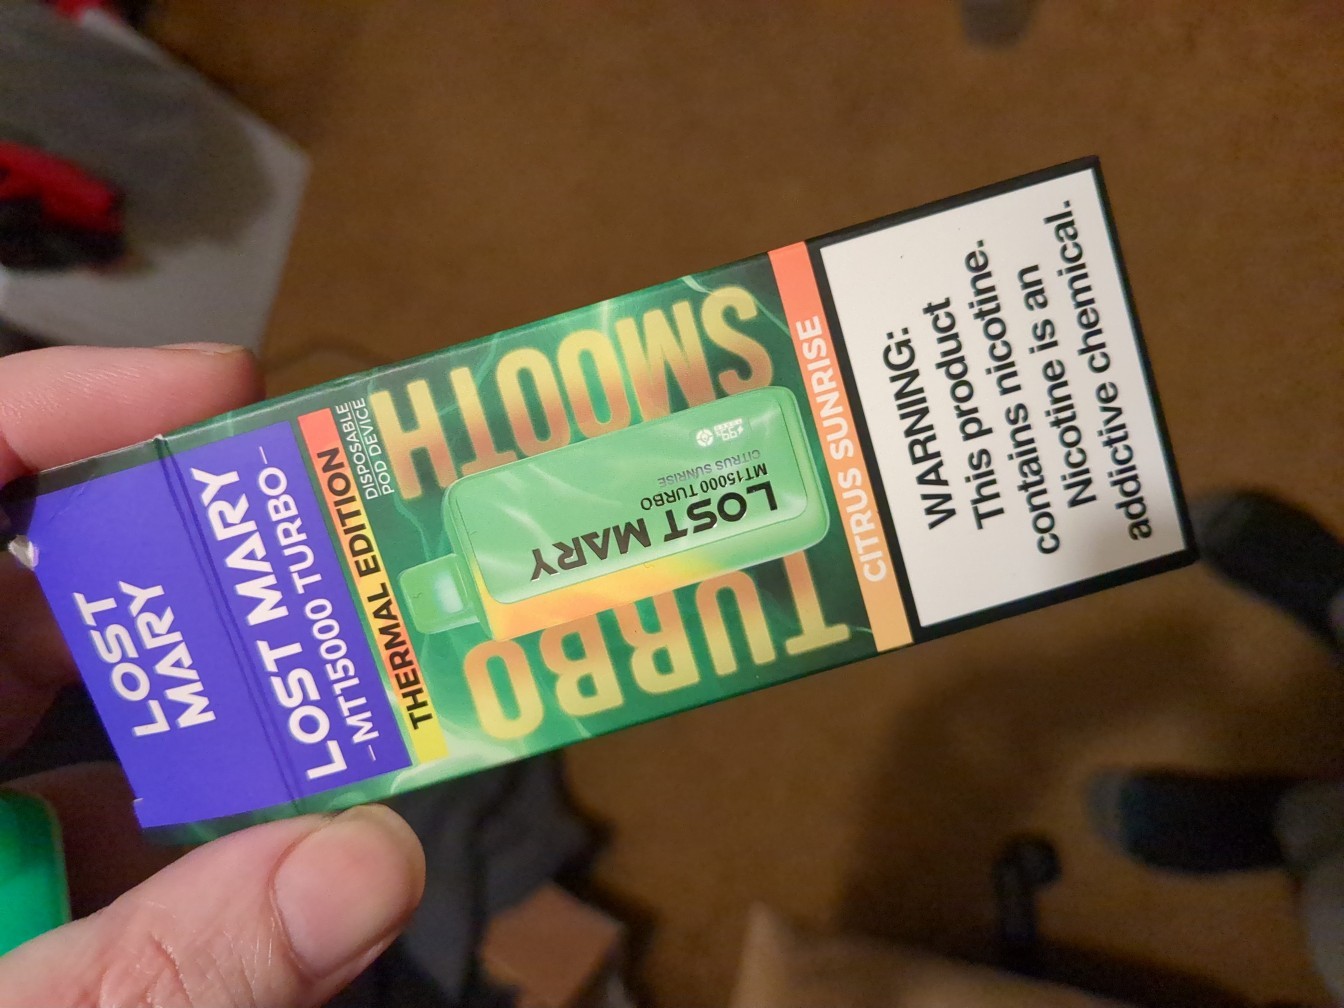 LOST
MARY
LOST MARY
-MT15000 TURBO-
THERMAL EDITION
DISPOSABLE
POD DEVICE
SMOOTH
TURBO
LOST MARY
MT15000 TURBO
CITRUS SUNRISE
CITRUS SUNRISE
WARNING:
This product
contains nicotine.
Nicotine is an
addictive chemical.